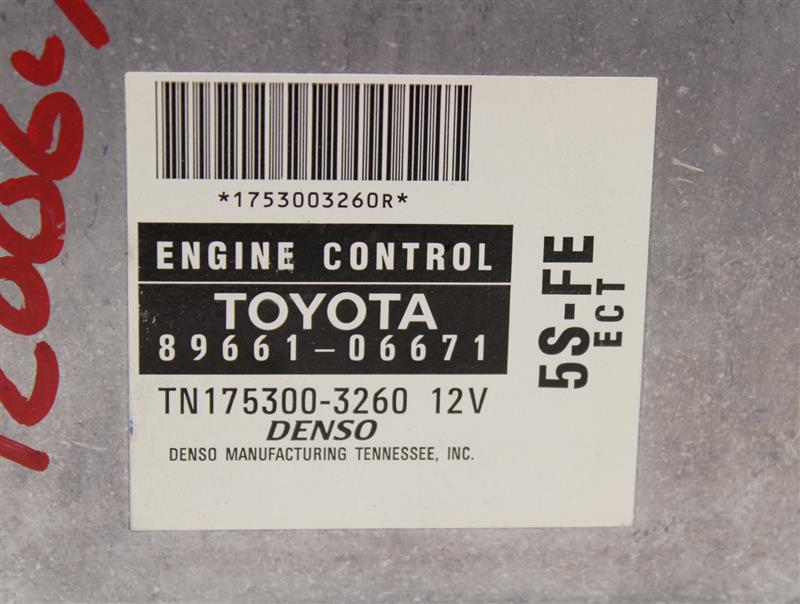 *1753003260R*
ENGINE CONTROL
TOYOTA
89661-06671
TN175300-3260 12V
DENSO
DENSO MANUFACTURING TENNESSEE, INC.
5S-FE
ECT